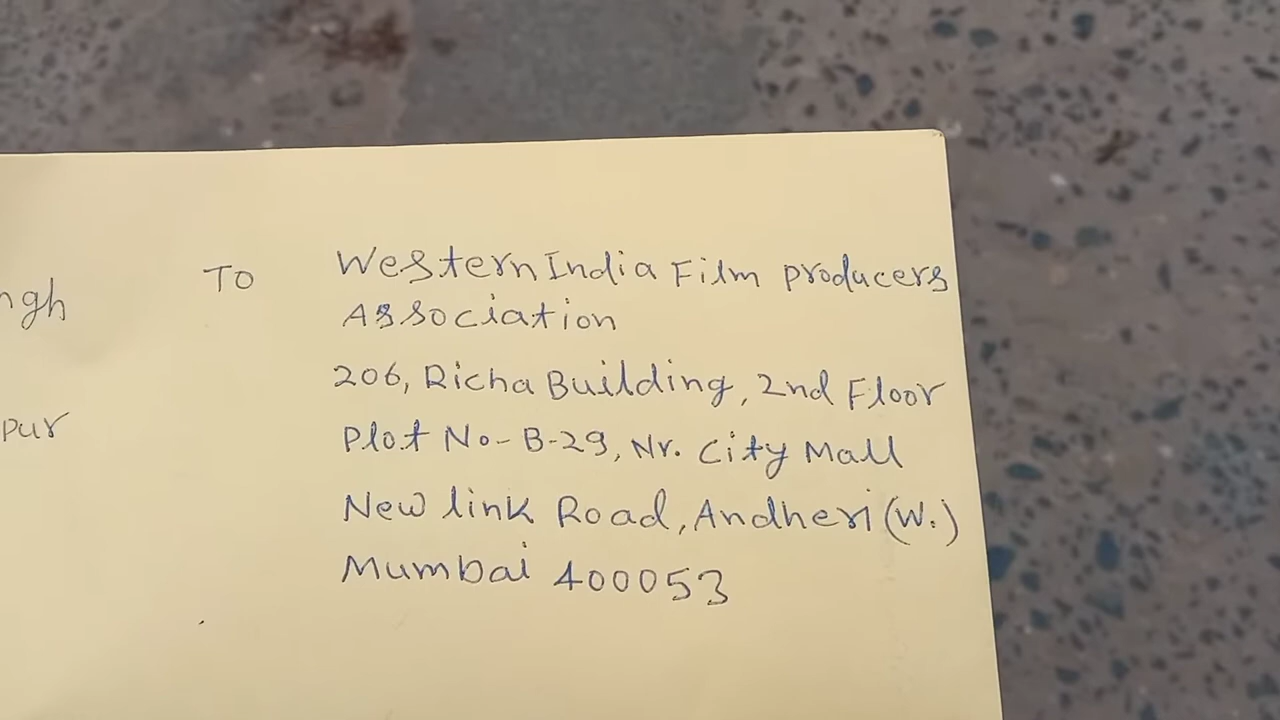 ngh
pur
TO
Western India Film producers
Association
206, Richa Building, 2nd Floor
Plot No-B-29, Nr. City Mall
New link Road, Andheri (W.)
Mumbai 400053